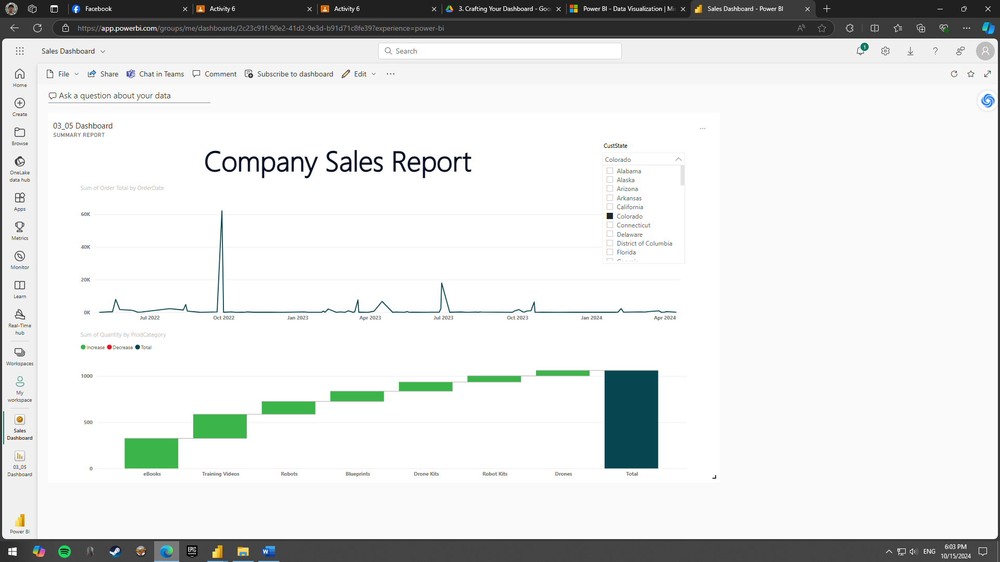 Facebook
Activity 6
Activity 6
3. Crafting Your Dashboard - Goo
Power BI - Data Visualization | Mi
Sales Dashboard - Power BI
https://app.powerbi.com/groups/me/dashboards/2c23c91f-90e2-41d2-9e3d-b91d71c8fe39?experience=power-bi
Sales Dashboard
Search
1
File
Share
Chat in Teams
Comment
Subscribe to dashboard
Edit
Home
Create
Browse
OneLake
data hub
Apps
Metrics
Monitor
Learn
Real-Time
hub
Workspaces
My
workspace
Sales
Dashboard
03_05
Dashboard
Power BI
Ask a question about your data
03_05 Dashboard
SUMMARY REPORT
Company Sales Report
CustState
Colorado
Alabama
Alaska
Arizona
Arkansas
California
Colorado
Connecticut
Delaware
District of Columbia
Florida
Sum of Order Total by OrderDate
60K
40K
20K
0K
Jul 2022 Oct 2022 Jan 2023 Apr 2023 Jul 2023 Oct 2023 Jan 2024 Apr 2024
Sum of Quantity by ProdCategory
Increase Decrease Total
1000
500
0
eBooks Training Videos Robots Blueprints Drone Kits Robot Kits Drones Total
EPIC
GAMES
ENG
6:03 PM
10/15/2024